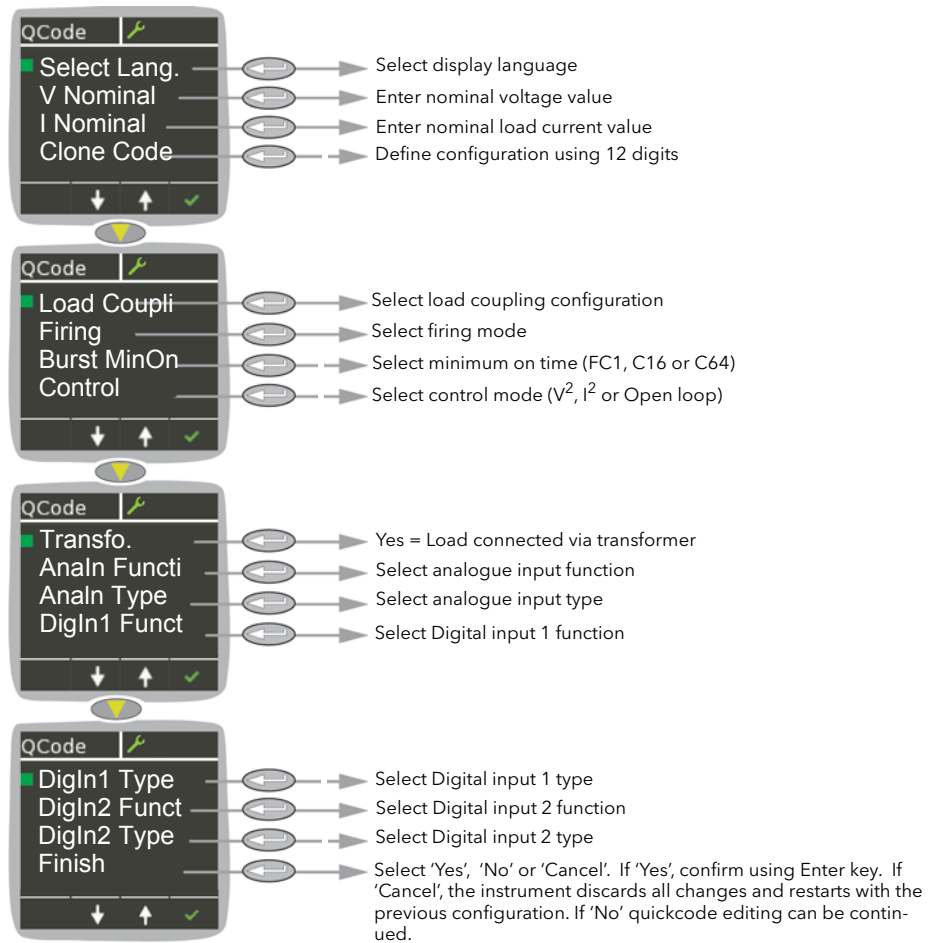 QCode
Select Lang.
Select display language
V Nominal
Enter nominal voltage value
I Nominal
Enter nominal load current value
Clone Code
Define configuration using 12 digits
QCode
Load Coupli
Select load coupling configuration
Firing
Select firing mode
Burst MinOn
Select minimum on time (FC1, C16 or C64)
Control
Select control mode (V², I² or Open loop)
QCode
Transfo.
Yes = Load connected via transformer
AnaIn Functi
Select analogue input function
AnaIn Type
Select analogue input type
DigIn1 Funct
Select Digital input 1 function
QCode
DigIn1 Type
Select Digital input 1 type
DigIn2 Funct
Select Digital input 2 function
DigIn2 Type
Select Digital input 2 type
Finish
Select ‘Yes’, ‘No’ or ‘Cancel’. If ‘Yes’, confirm using Enter key. If
‘Cancel’, the instrument discards all changes and restarts with the
previous configuration. If ‘No’ quickcode editing can be contin-
ued.